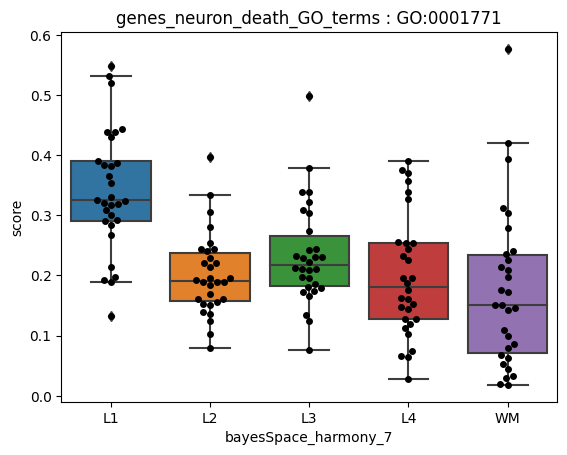 genes_neuron_death_GO_terms : GO:0001771
0.6
0.5
0.4
0.3
0.2
0.1
0.0
score
L1 L2 L3 L4 WM
bayesSpace_harmony_7